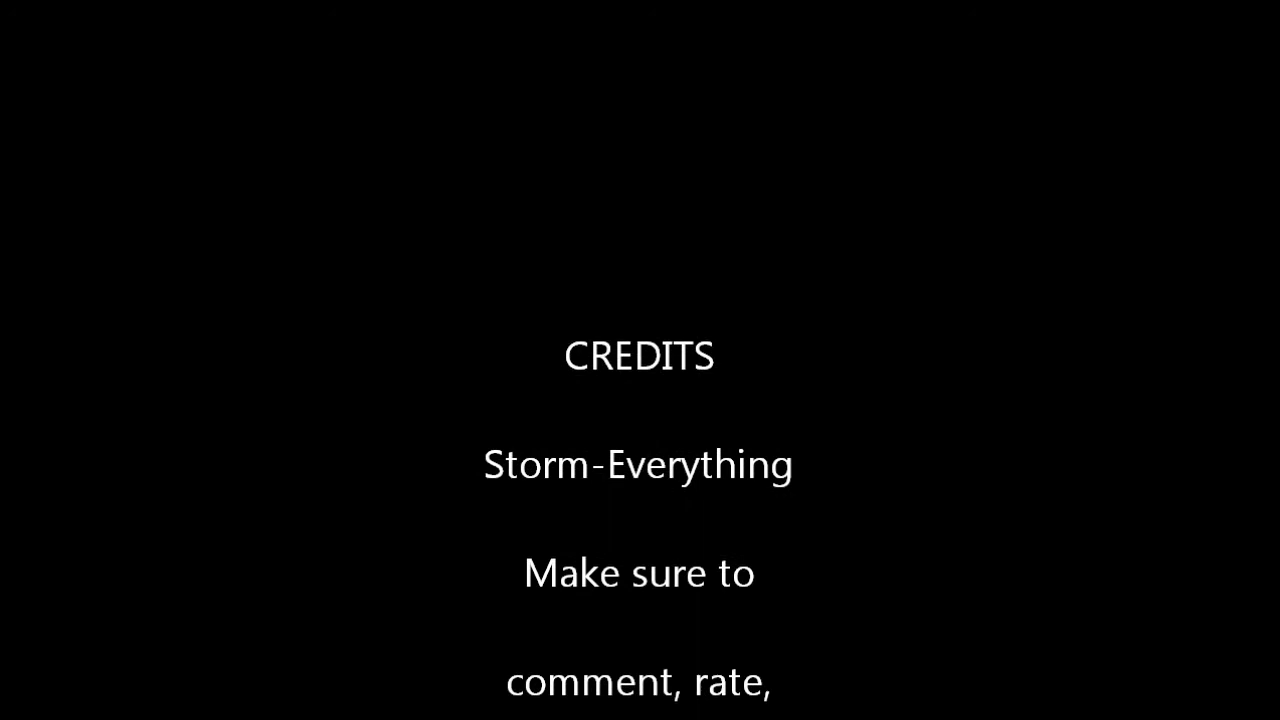 CREDITS
Storm-Everything
Make sure to
comment, rate,